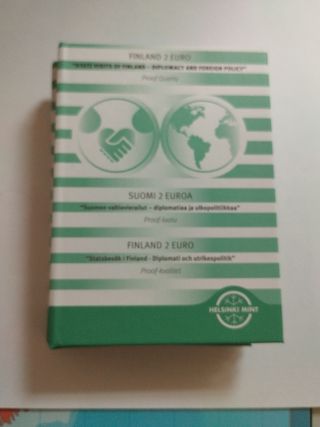 FINLAND 2 EURO
"STATE VISITS OF FINLAND – DIPLOMACY AND FOREIGN POLICY"
Proof Quality
SUOMI 2 EUROA
"Suomen valtiovierailut – diplomatiaa ja ulkopolitiikkaa"
Proof-laatu
FINLAND 2 EURO
"Statsbesök i Finland - Diplomati och utrikespolitik"
Proof-kvalitet
HELSINKI MINT